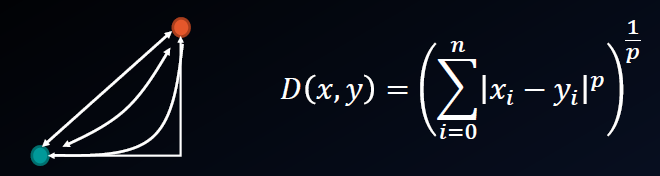 D(x, y) = (∑_{i=0}^{n} |x_i − y_i|^p)^{1/p}